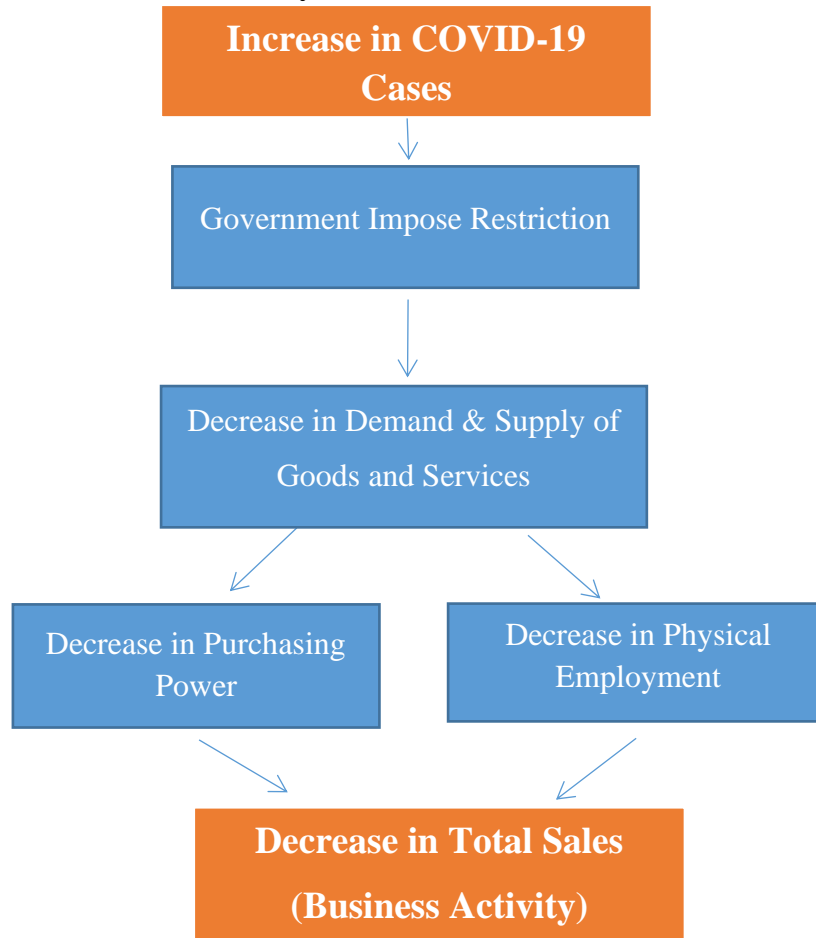 Increase in COVID-19
Cases
Government Impose Restriction
Decrease in Demand & Supply of
Goods and Services
Decrease in Purchasing
Power
Decrease in Physical
Employment
Decrease in Total Sales
(Business Activity)